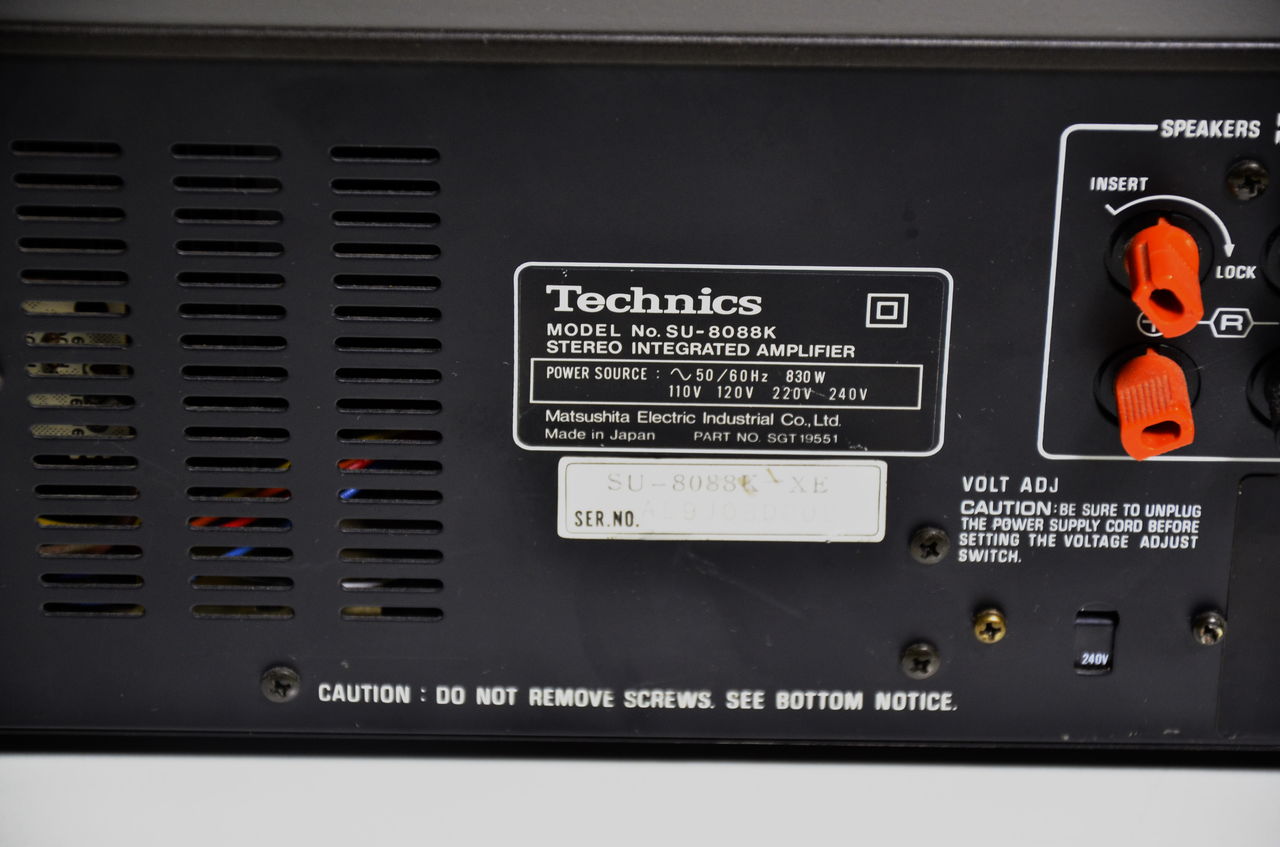 SPEAKERS
INSERT
LOCK
+ R
Technics
MODEL No. SU-8088K
STEREO INTEGRATED AMPLIFIER
POWER SOURCE : ∿ 50/60Hz 830W
110V 120V 220V 240V
Matsushita Electric Industrial Co., Ltd.
Made in Japan PART NO. SGT19551
SU-8088K-XE
SER.NO.
VOLT ADJ
CAUTION: BE SURE TO UNPLUG
THE POWER SUPPLY CORD BEFORE
SETTING THE VOLTAGE ADJUST
SWITCH.
240V
CAUTION : DO NOT REMOVE SCREWS. SEE BOTTOM NOTICE.